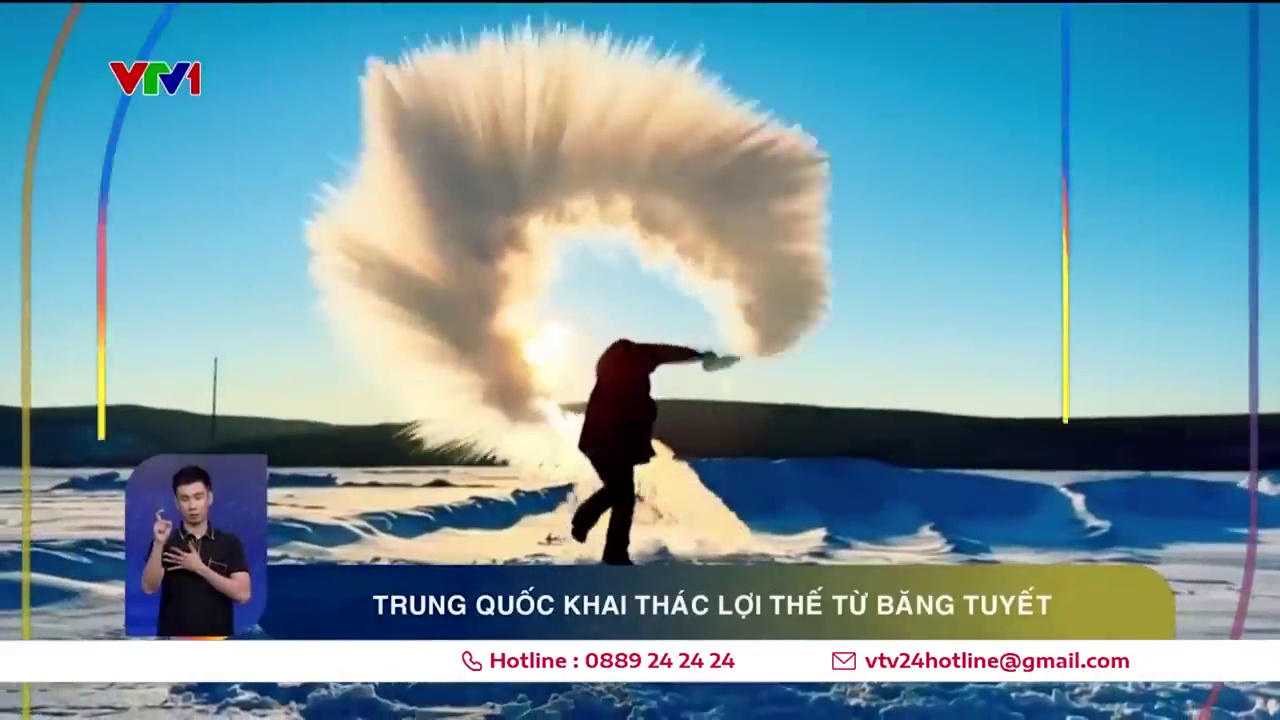 VTV1
TRUNG QUỐC KHAI THÁC LỢI THẾ TỪ BĂNG TUYẾT
Hotline : 0889 24 24 24
vtv24hotline@gmail.com